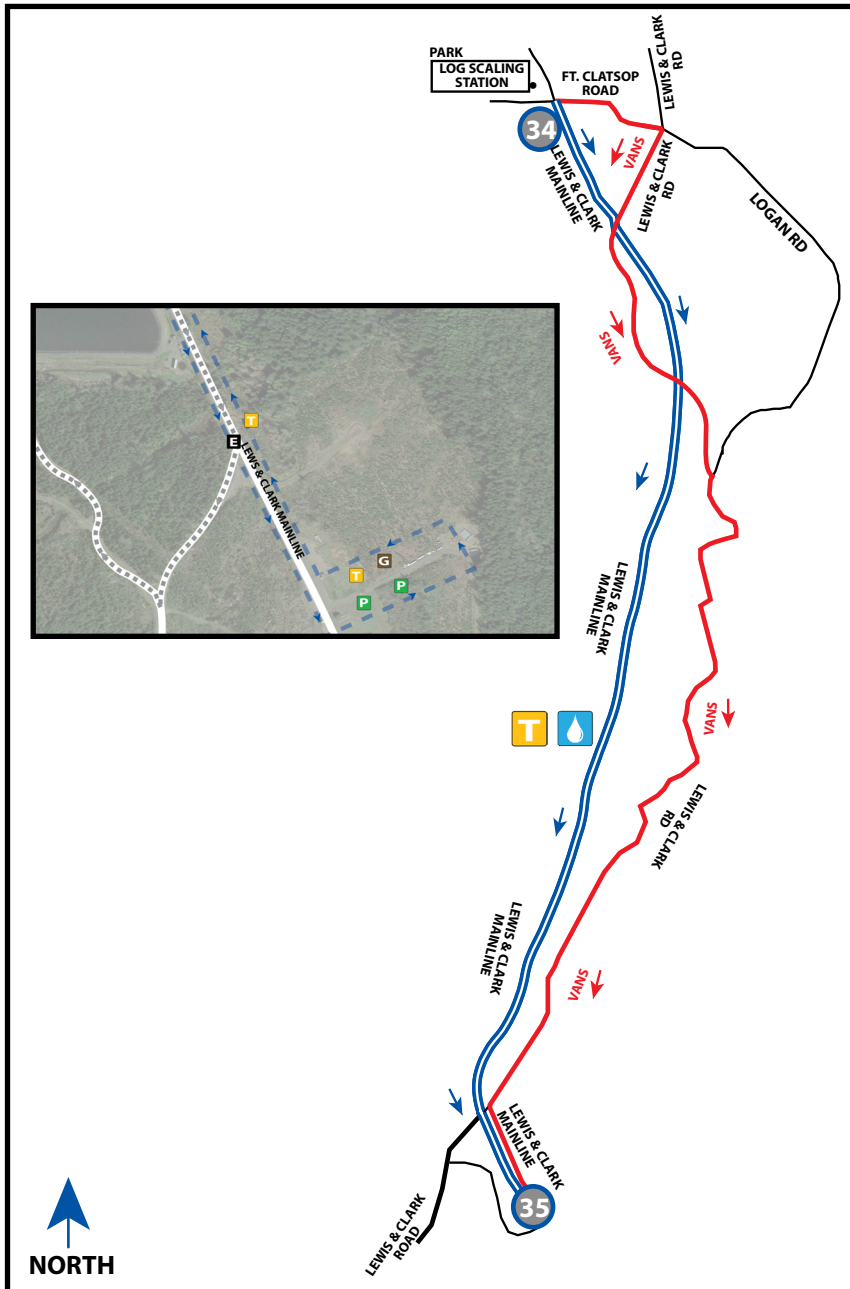 PARK
LOG SCALING
STATION
FT. CLATSOP
ROAD
LEWIS & CLARK
RD
34
VANS
LEWIS & CLARK
MAINLINE
LEWIS & CLARK
RD
LOGAN RD
VANS
T
E
LEWIS & CLARK MAINLINE
G
T
P
P
LEWIS & CLARK
MAINLINE
T
VANS
LEWIS & CLARK
RD
LEWIS & CLARK
MAINLINE
VANS
LEWIS & CLARK
MAINLINE
35
LEWIS & CLARK
ROAD
NORTH